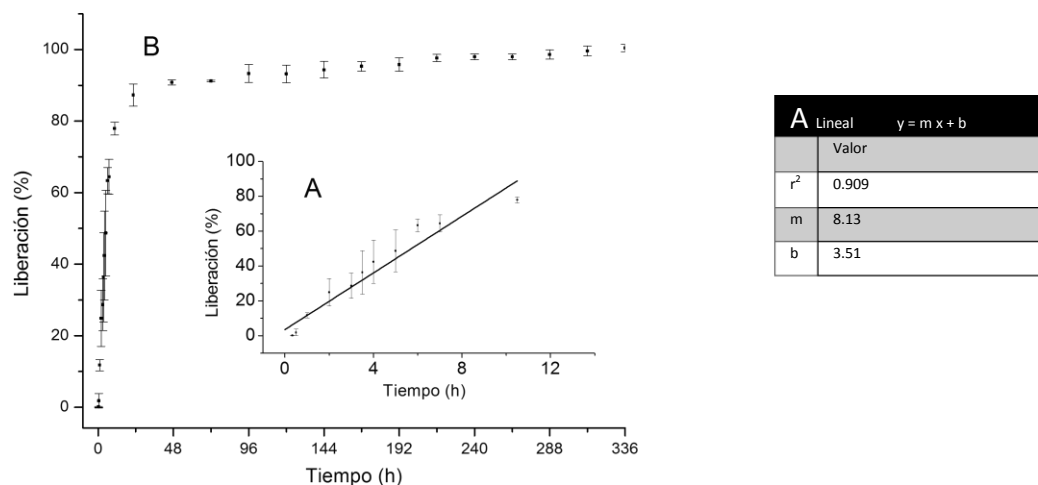 B
100
80
60
40
20
0
Liberación (%)
0 48 96 144 192 240 288 336
Tiempo (h)
A
100
80
60
40
20
0
Liberación (%)
0 4 8 12
Tiempo (h)
A Lineal y = m x + b
Valor
r² 0.909
m 8.13
b 3.51